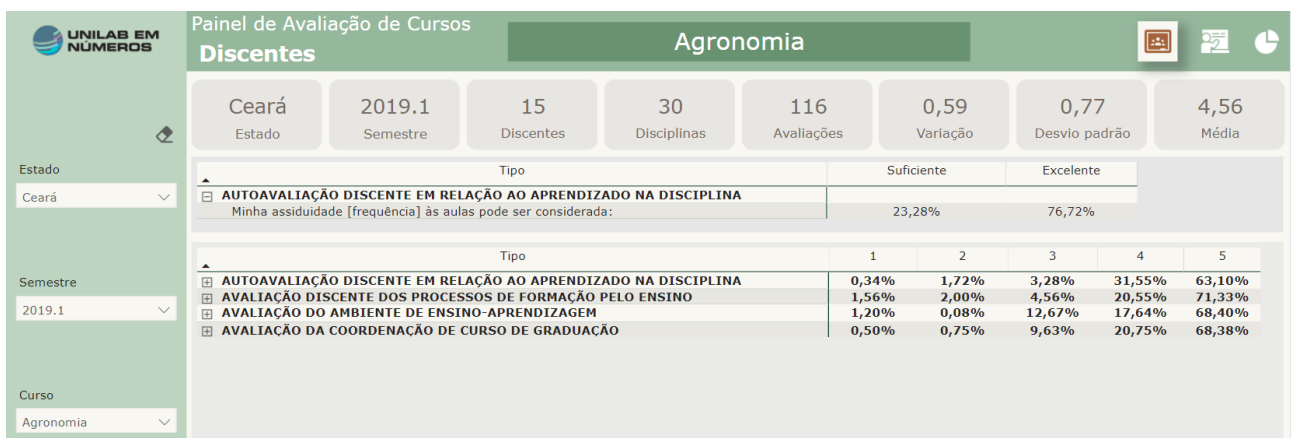 UNILAB EM
NÚMEROS
Painel de Avaliação de Cursos
Discentes
Agronomia
Ceará 2019.1 15 30 116 0,59 0,77 4,56
Estado Semestre Discentes Disciplinas Avaliações Variação Desvio padrão Média
Estado
Ceará
Semestre
2019.1
Curso
Agronomia
Tipo Suficiente Excelente
AUTOAVALIAÇÃO DISCENTE EM RELAÇÃO AO APRENDIZADO NA DISCIPLINA
Minha assiduidade [frequência] às aulas pode ser considerada: 23,28% 76,72%
Tipo 1 2 3 4 5
AUTOAVALIAÇÃO DISCENTE EM RELAÇÃO AO APRENDIZADO NA DISCIPLINA 0,34% 1,72% 3,28% 31,55% 63,10%
AVALIAÇÃO DISCENTE DOS PROCESSOS DE FORMAÇÃO PELO ENSINO 1,56% 2,00% 4,56% 20,55% 71,33%
AVALIAÇÃO DO AMBIENTE DE ENSINO-APRENDIZAGEM 1,20% 0,08% 12,67% 17,64% 68,40%
AVALIAÇÃO DA COORDENAÇÃO DE CURSO DE GRADUAÇÃO 0,50% 0,75% 9,63% 20,75% 68,38%